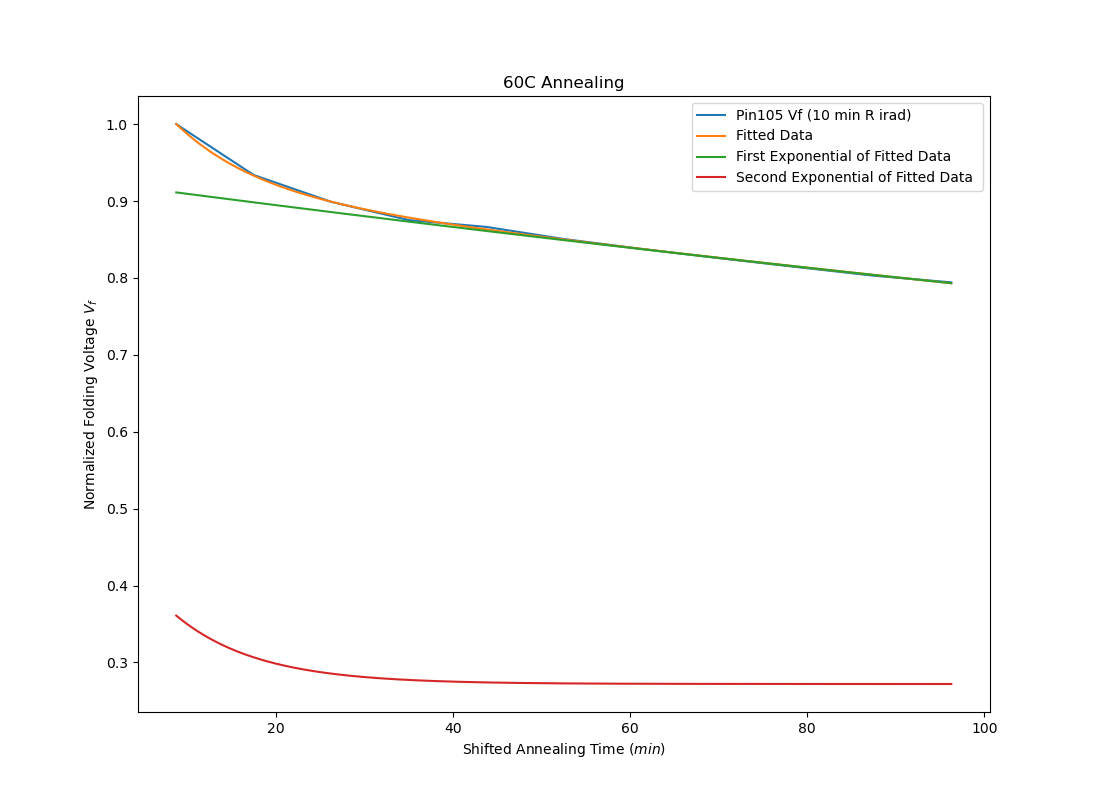 60C Annealing
Pin105 Vf (10 min R irad)
Fitted Data
First Exponential of Fitted Data
Second Exponential of Fitted Data
Normalized Folding Voltage V_f
1.0
0.9
0.8
0.7
0.6
0.5
0.4
0.3
20 40 60 80 100
Shifted Annealing Time (min)